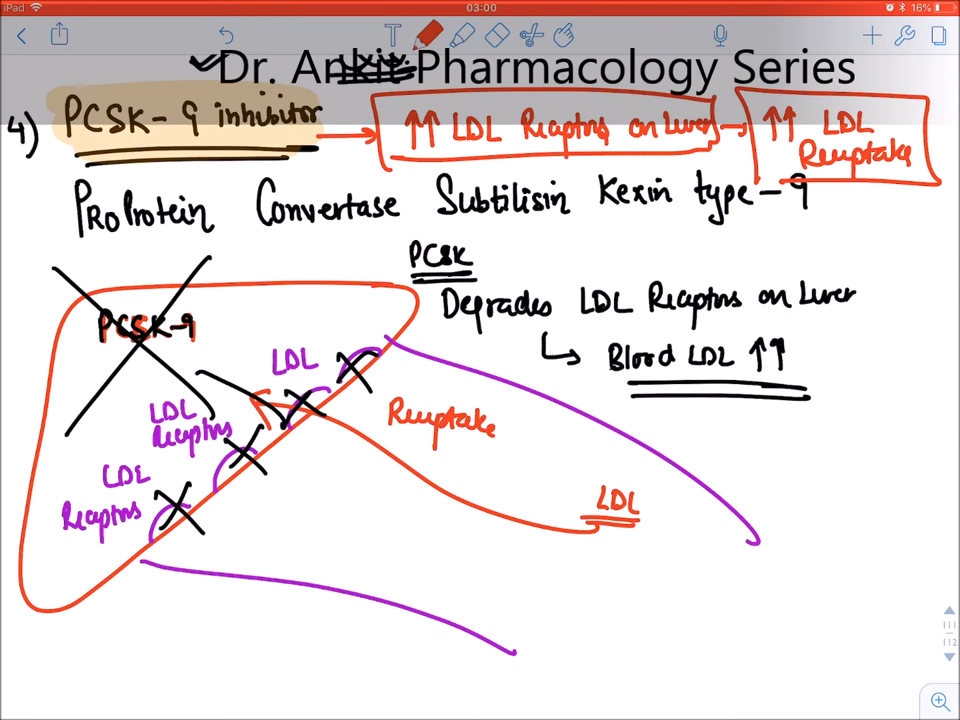 iPad
03:00
16%
T
Dr. Ankit Pharmacology Series
4) PCSK-9 inhibitor → ↑↑ LDL Receptors on Liver → ↑↑ LDL Reuptake
PRoProtein Convertase Subtilisin Kexin type-9
PCSK
Degrades LDL Receptors on Liver
↳ Blood LDL ↑↑
PCSK-9
LDL
LDL Receptors
LDL Receptors
Reuptake
LDL
111
112